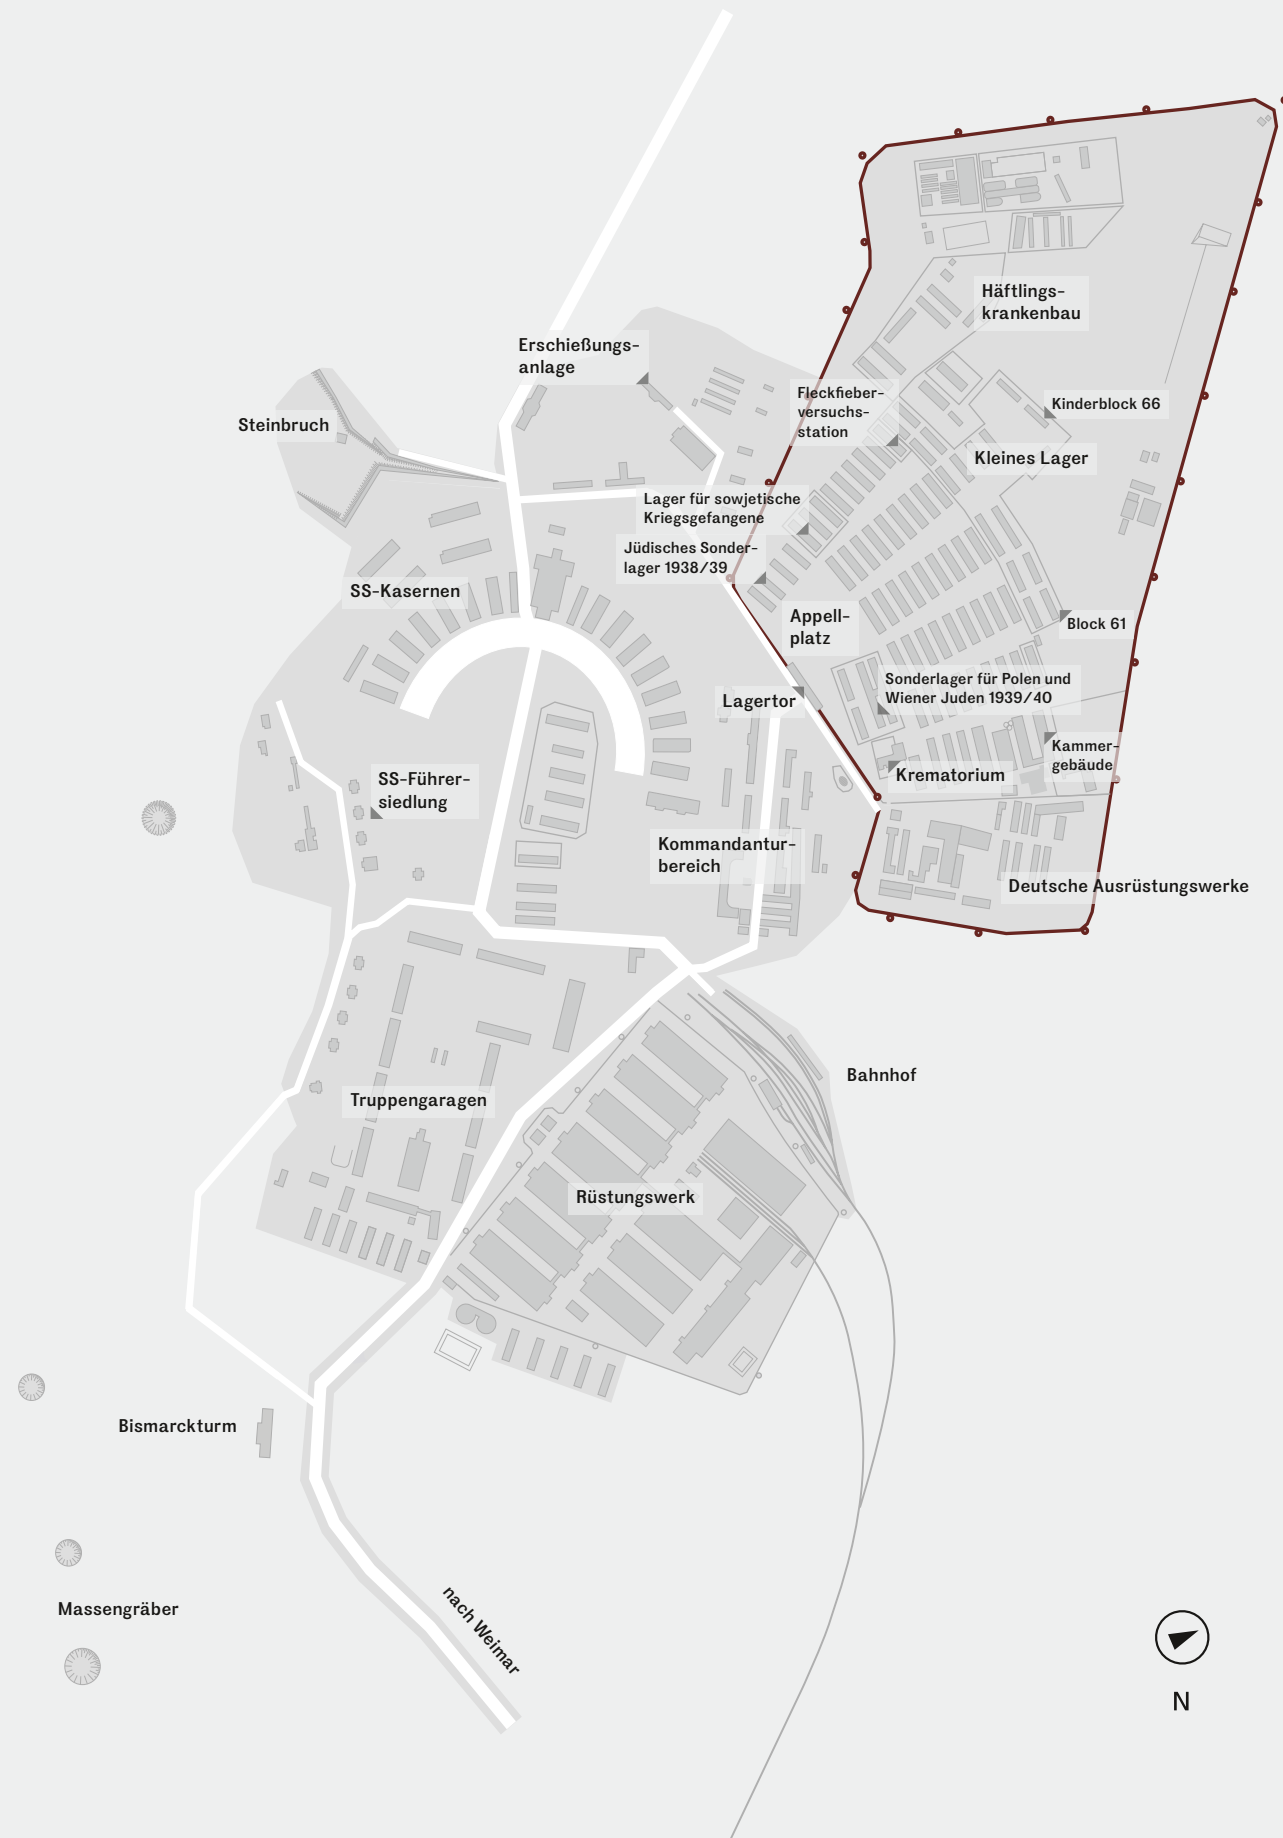 Häftlings-
krankenbau
Erschießungs-
anlage
Fleckfieber-
versuchs-
station
Kinderblock 66
Steinbruch
Kleines Lager
Lager für sowjetische
Kriegsgefangene
Jüdisches Sonder-
lager 1938/39
SS-Kasernen
Appell-
platz
Block 61
Sonderlager für Polen und
Wiener Juden 1939/40
Lagertor
Kammer-
gebäude
Krematorium
SS-Führer-
siedlung
Kommandantur-
bereich
Deutsche Ausrüstungswerke
Bahnhof
Truppengaragen
Rüstungswerk
Bismarckturm
nach Weimar
Massengräber
N